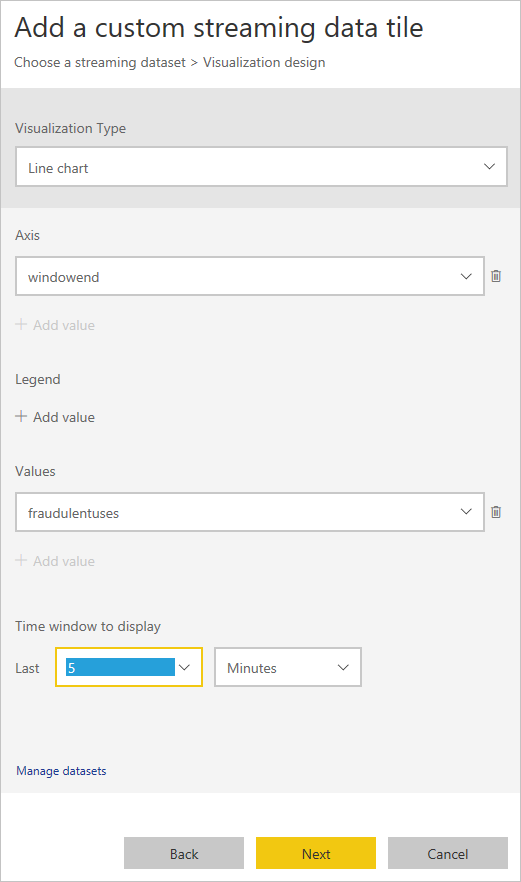 Add a custom streaming data tile
Choose a streaming dataset > Visualization design
Visualization Type
Line chart
Axis
windowend
+ Add value
Legend
+ Add value
Values
fraudulentuses
+ Add value
Time window to display
Last 5 Minutes
Manage datasets
Back Next Cancel